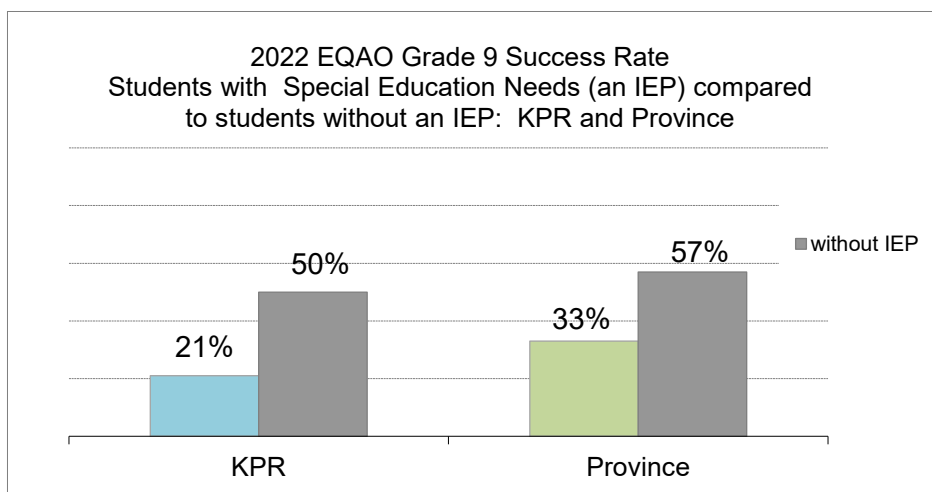 2022 EQAO Grade 9 Success Rate
Students with Special Education Needs (an IEP) compared
to students without an IEP: KPR and Province
57%
without IEP
50%
33%
21%
KPR
Province